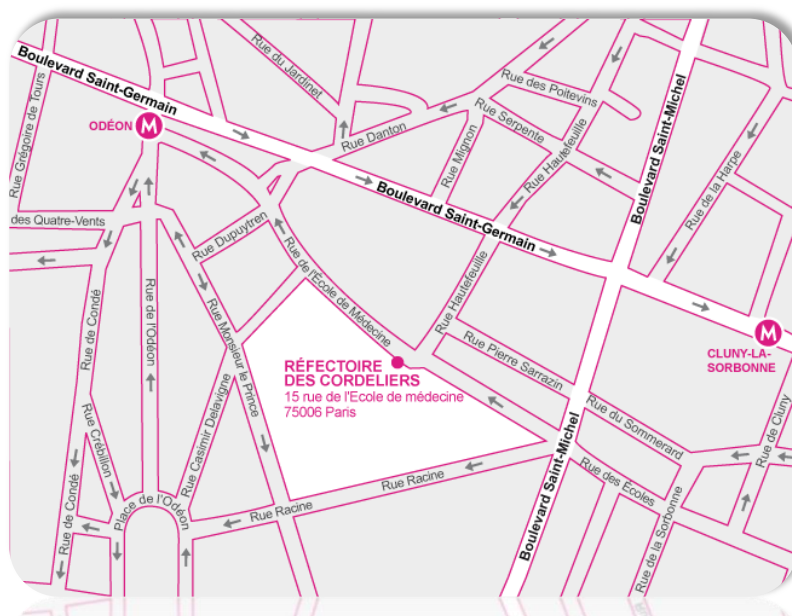 Boulevard Saint-Germain
Rue du Jardinet
Rue des Poitevins
Boulevard Saint-Michel
Rue Grégoire de Tours
ODÉON
M
Rue Danton
Rue Serpente
Rue Mignon
Rue Hautefeuille
Rue de la Harpe
Boulevard Saint-Germain
des Quatre-Vents
Rue Dupuytren
Rue de l'École de Médecine
Rue Hautefeuille
Rue de Condé
Rue de l'Odéon
Rue Monsieur le Prince
M
CLUNY-LA-
SORBONNE
Rue Pierre Sarrazin
RÉFECTOIRE
DES CORDELIERS
15 rue de l'Ecole de médecine
75006 Paris
Rue Crébillon
Rue Casimir Delavigne
Rue du Sommerard
Rue de Cluny
Rue des Écoles
Rue Racine
Rue Racine
Place de l'Odéon
Rue de Condé
Boulevard Saint-Michel
Rue de la Sorbonne